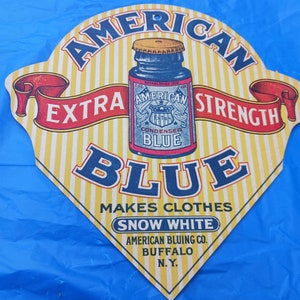 AMERICAN
EXTRA STRENGTH
AMERICAN
CONDENSED
BLUE
BLUE
MAKES CLOTHES
SNOW WHITE
AMERICAN BLUING CO.
BUFFALO
N.Y.